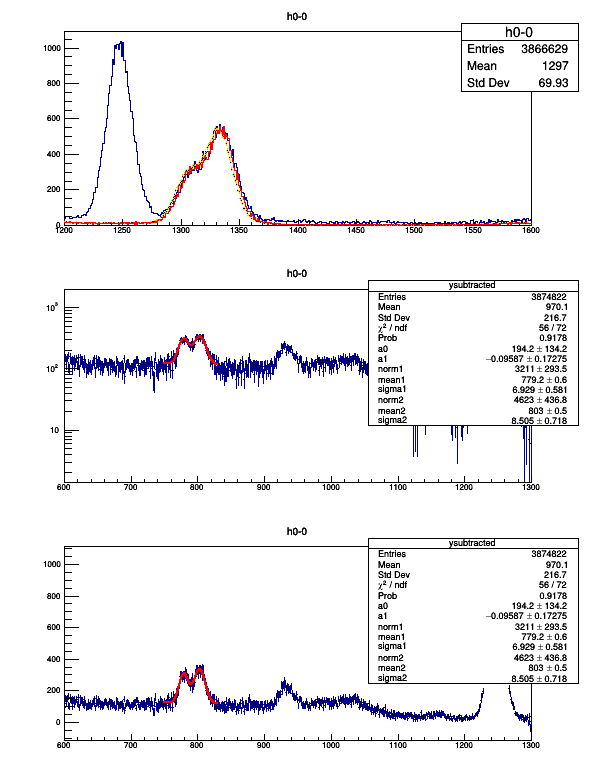 h0-0
h0-0
Entries 3866629
Mean 1297
Std Dev 69.93
1000
800
600
400
200
0
1200 1250 1300 1350 1400 1450 1500 1550 1600
h0-0
ysubtracted
Entries 3874822
Mean 970.1
Std Dev 216.7
χ² / ndf 56 / 72
Prob 0.9178
a0 194.2 ± 134.2
a1 −0.09587 ± 0.17275
norm1 3211 ± 293.5
mean1 779.2 ± 0.6
sigma1 6.929 ± 0.581
norm2 4623 ± 436.8
mean2 803 ± 0.5
sigma2 8.505 ± 0.718
10³
10²
10
600 700 800 900 1000 1100 1200 1300
h0-0
ysubtracted
Entries 3874822
Mean 970.1
Std Dev 216.7
χ² / ndf 56 / 72
Prob 0.9178
a0 194.2 ± 134.2
a1 −0.09587 ± 0.17275
norm1 3211 ± 293.5
mean1 779.2 ± 0.6
sigma1 6.929 ± 0.581
norm2 4623 ± 436.8
mean2 803 ± 0.5
sigma2 8.505 ± 0.718
1000
800
600
400
200
0
600 700 800 900 1000 1100 1200 1300